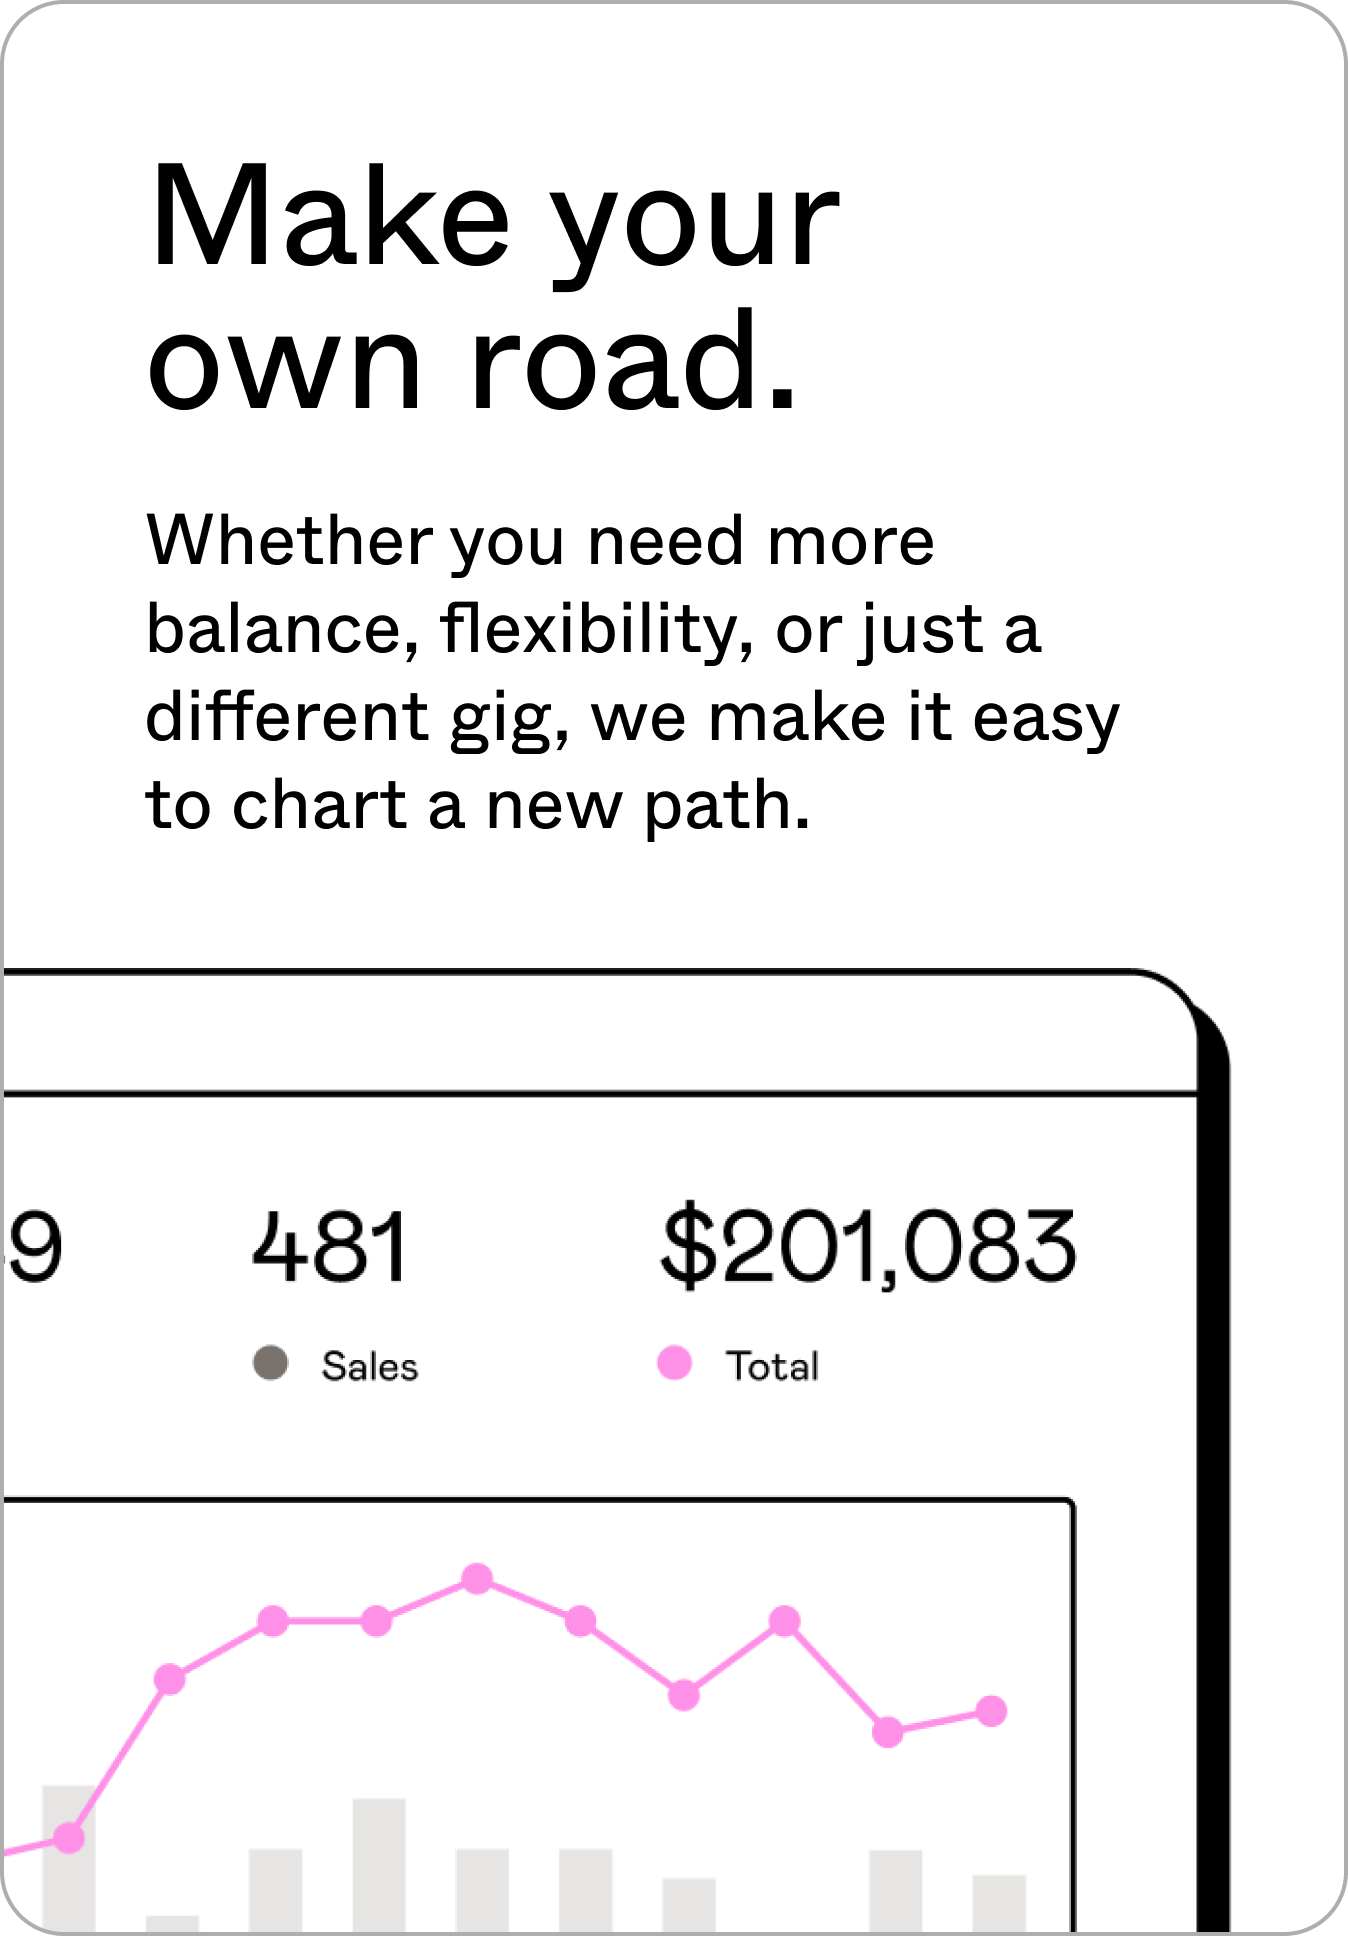 Make your
own road.
Whether you need more
balance, flexibility, or just a
different gig, we make it easy
to chart a new path.
9 481 $201,083
Sales Total